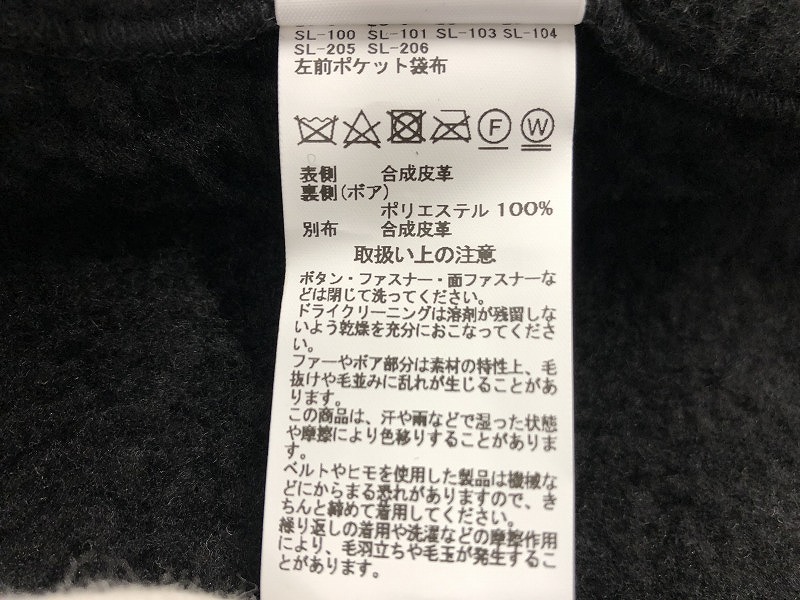 SL-100 SL-101 SL-103 SL-104
SL-205 SL-206
左前ポケット袋布
F W
表側 合成皮革
裏側(ボア)
ポリエステル 100%
別布 合成皮革
取扱い上の注意
ボタン・ファスナー・面ファスナーな
どは閉じて洗ってください。
ドライクリーニングは溶剤が残留しな
いよう乾燥を充分におこなってくださ
い。
ファーやボア部分は素材の特性上、毛
抜けや毛並みに乱れが生じることがあ
ります。
この商品は、汗や雨などで湿った状態
や摩擦により色移りすることがありま
す。
ベルトやヒモを使用した製品は機械な
どにからまる恐れがありますので、き
ちんと締めて着用してください。
繰り返しの着用や洗濯などの摩擦作用
により、毛羽立ちや毛玉が発生するこ
とがあります。